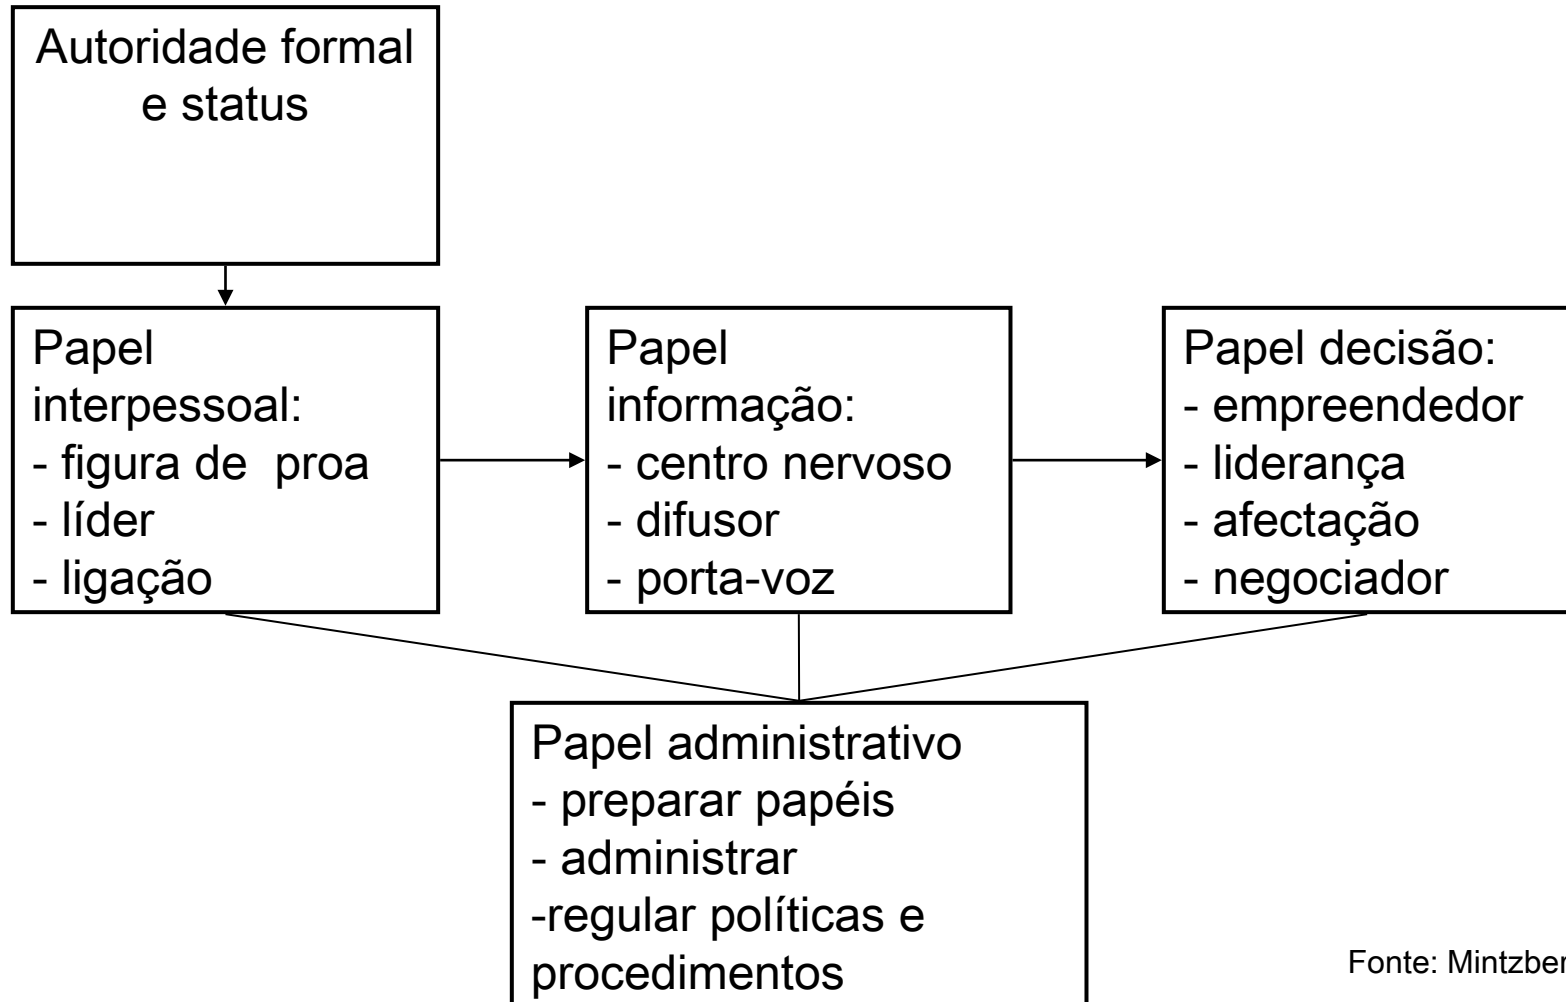 Autoridade formal
e status
Papel
interpessoal:
- figura de proa
- líder
- ligação
Papel
informação:
- centro nervoso
- difusor
- porta-voz
Papel decisão:
- empreendedor
- liderança
- afectação
- negociador
Papel administrativo
- preparar papéis
- administrar
-regular políticas e
procedimentos
Fonte: